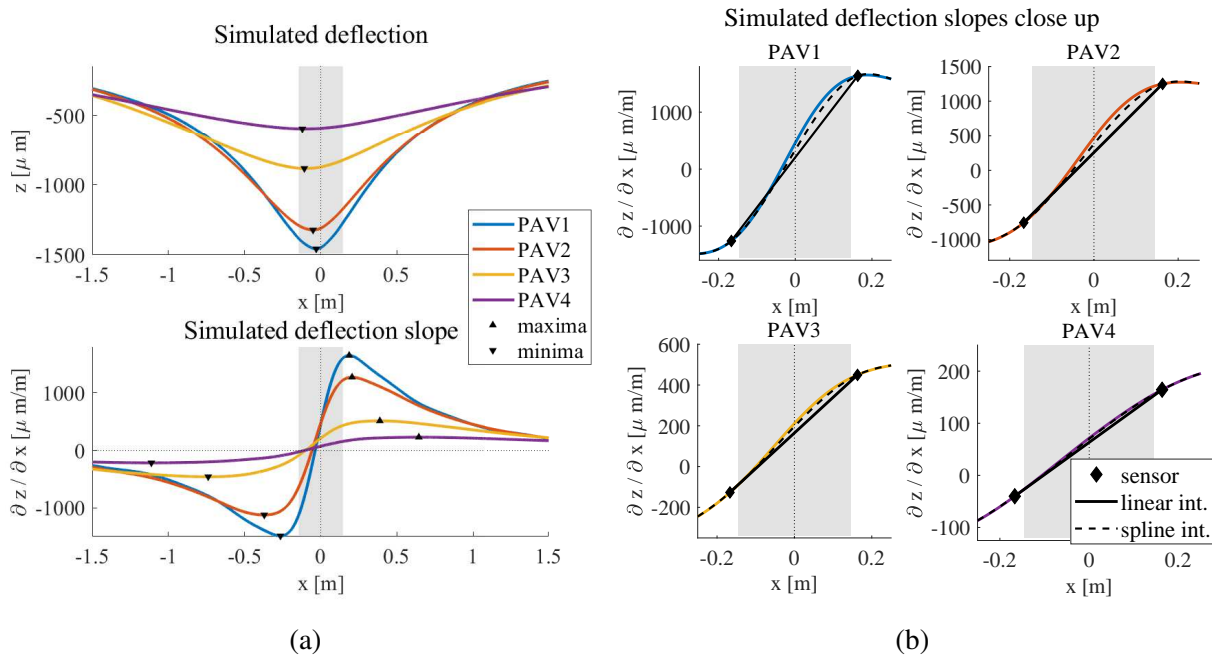 Simulated deflection
z [μ m]
-500
-1000
-1500
-1.5
-1
-0.5
0
0.5
x [m]
PAV1
PAV2
PAV3
PAV4
maxima
minima
Simulated deflection slope
∂ z / ∂ x [μ m/m]
1000
0
-1000
-1.5
-1
-0.5
0
0.5
1
1.5
x [m]
(a)
Simulated deflection slopes close up
PAV1
∂ z / ∂ x [μ m/m]
1000
0
-1000
-0.2
0
0.2
x [m]
PAV2
∂ z / ∂ x [μ m/m]
1500
1000
500
0
-500
-1000
-0.2
0
0.2
x [m]
PAV3
∂ z / ∂ x [μ m/m]
600
400
200
0
-200
-0.2
0
0.2
x [m]
PAV4
∂ z / ∂ x [μ m/m]
200
100
0
-100
-0.2
0
0.2
x [m]
sensor
linear int.
spline int.
(b)